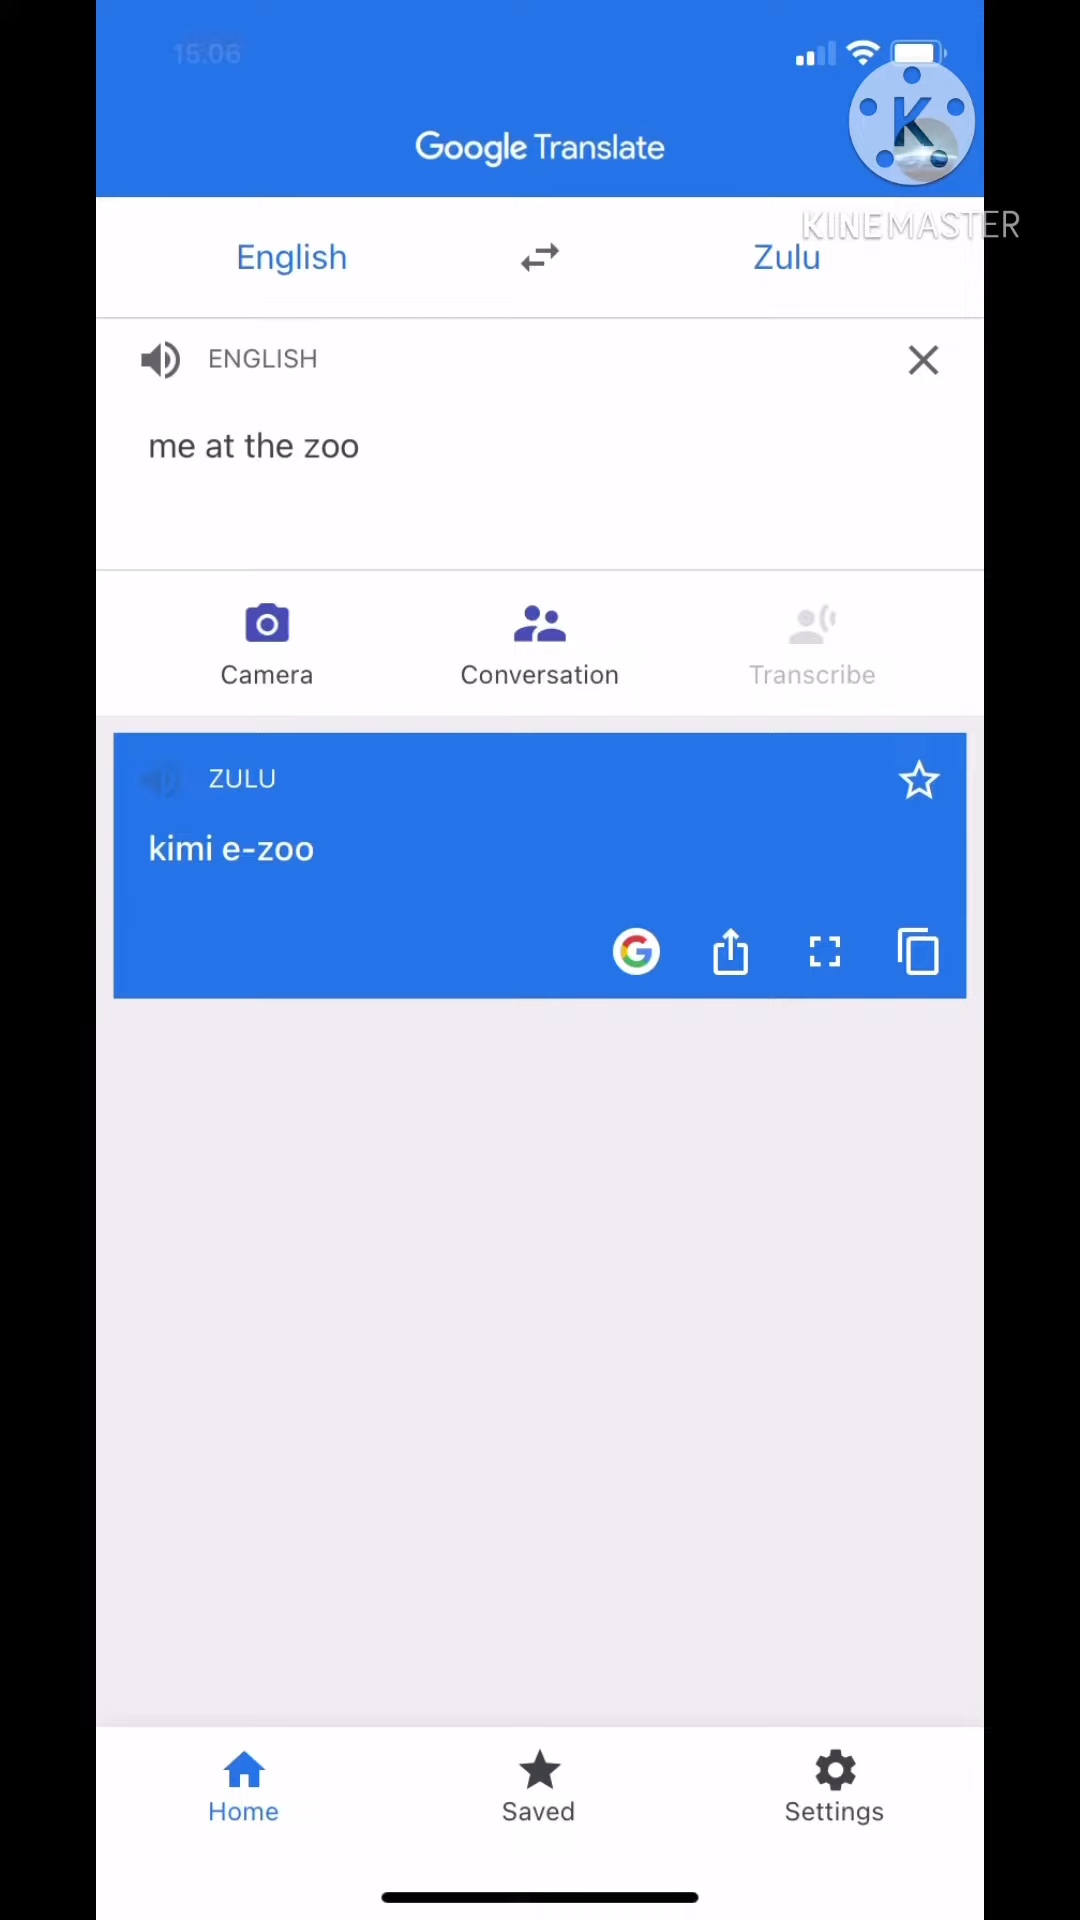 15.06
Google Translate
KINEMASTER
English
Zulu
ENGLISH
me at the zoo
Camera
Conversation
Transcribe
ZULU
kimi e-zoo
Home
Saved
Settings